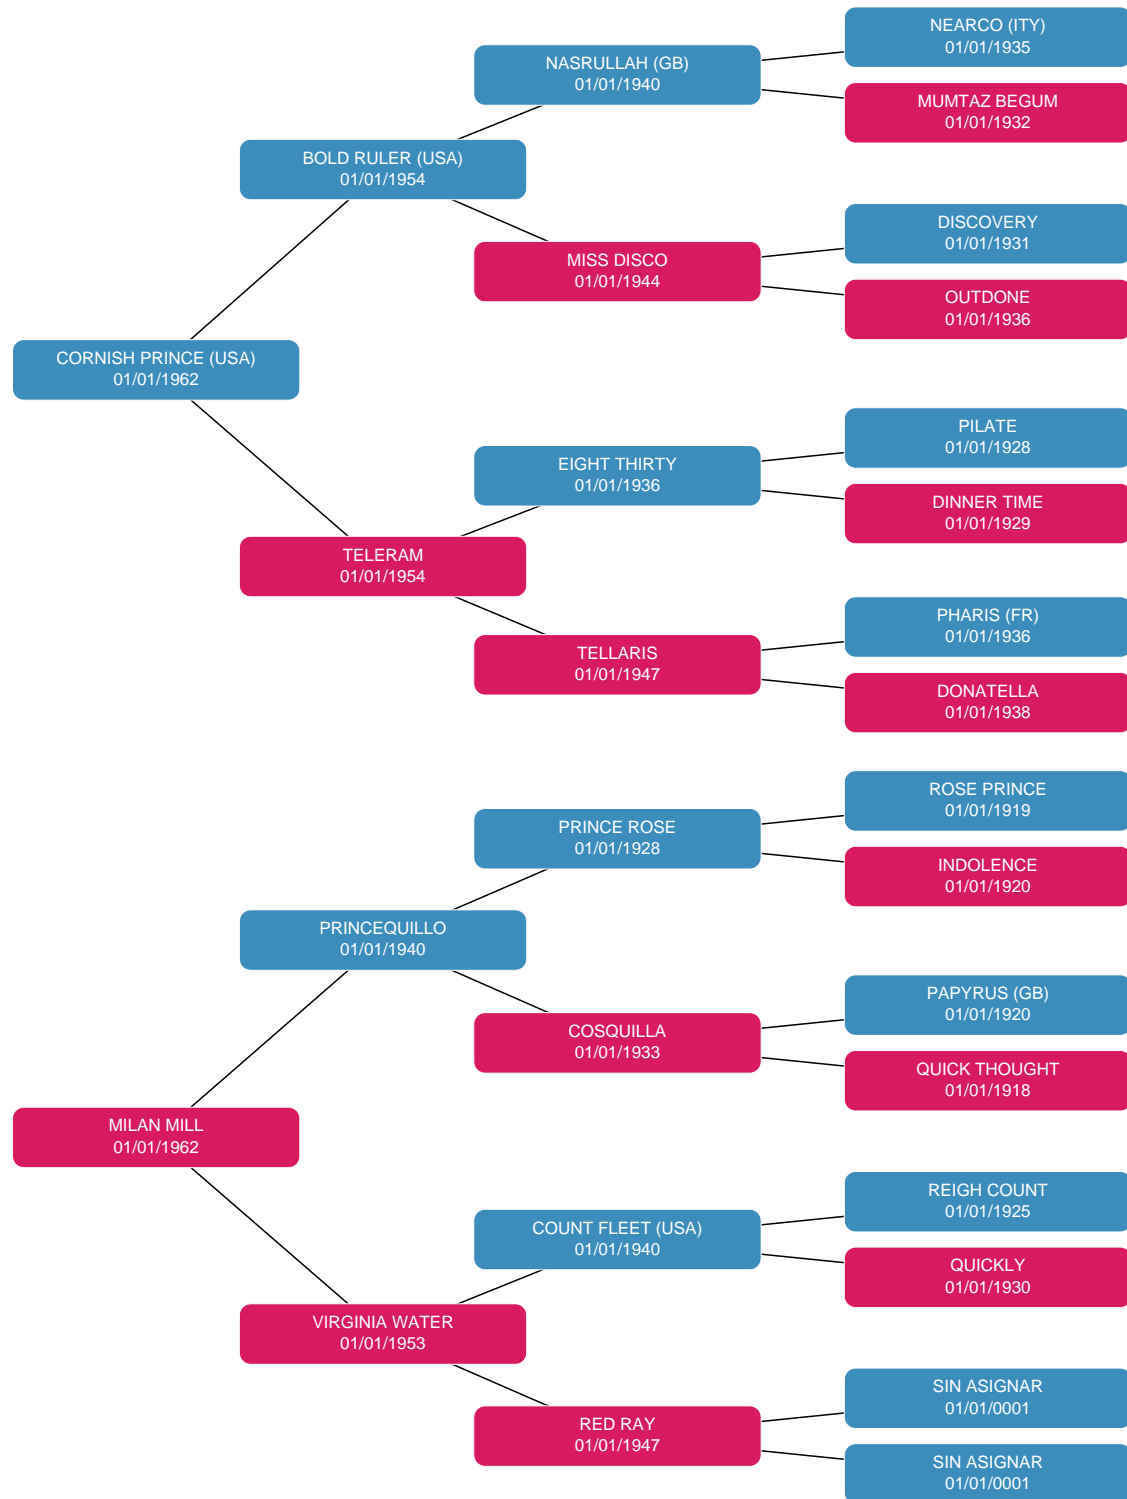 NEARCO (ITY)
01/01/1935
NASRULLAH (GB)
01/01/1940
MUMTAZ BEGUM
01/01/1932
BOLD RULER (USA)
01/01/1954
DISCOVERY
01/01/1931
MISS DISCO
01/01/1944
OUTDONE
01/01/1936
CORNISH PRINCE (USA)
01/01/1962
PILATE
01/01/1928
EIGHT THIRTY
01/01/1936
DINNER TIME
01/01/1929
TELERAM
01/01/1954
PHARIS (FR)
01/01/1936
TELLARIS
01/01/1947
DONATELLA
01/01/1938
ROSE PRINCE
01/01/1919
PRINCE ROSE
01/01/1928
INDOLENCE
01/01/1920
PRINCEQUILLO
01/01/1940
PAPYRUS (GB)
01/01/1920
COSQUILLA
01/01/1933
QUICK THOUGHT
01/01/1918
MILAN MILL
01/01/1962
REIGH COUNT
01/01/1925
COUNT FLEET (USA)
01/01/1940
QUICKLY
01/01/1930
VIRGINIA WATER
01/01/1953
SIN ASIGNAR
01/01/0001
RED RAY
01/01/1947
SIN ASIGNAR
01/01/0001